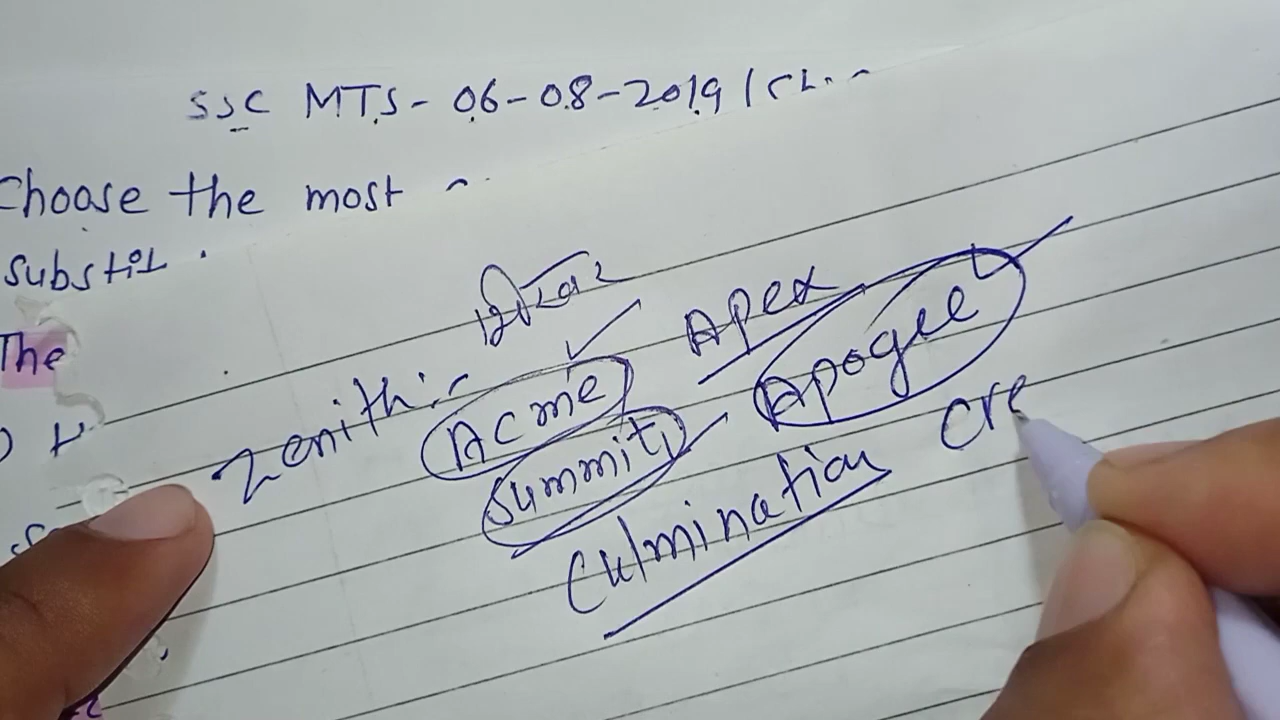 SSC MTS - 06-08-2019 |
Choose the most
The
Zenith:-
Acme
Apex
Summit
Apogee
Culmination
Cre